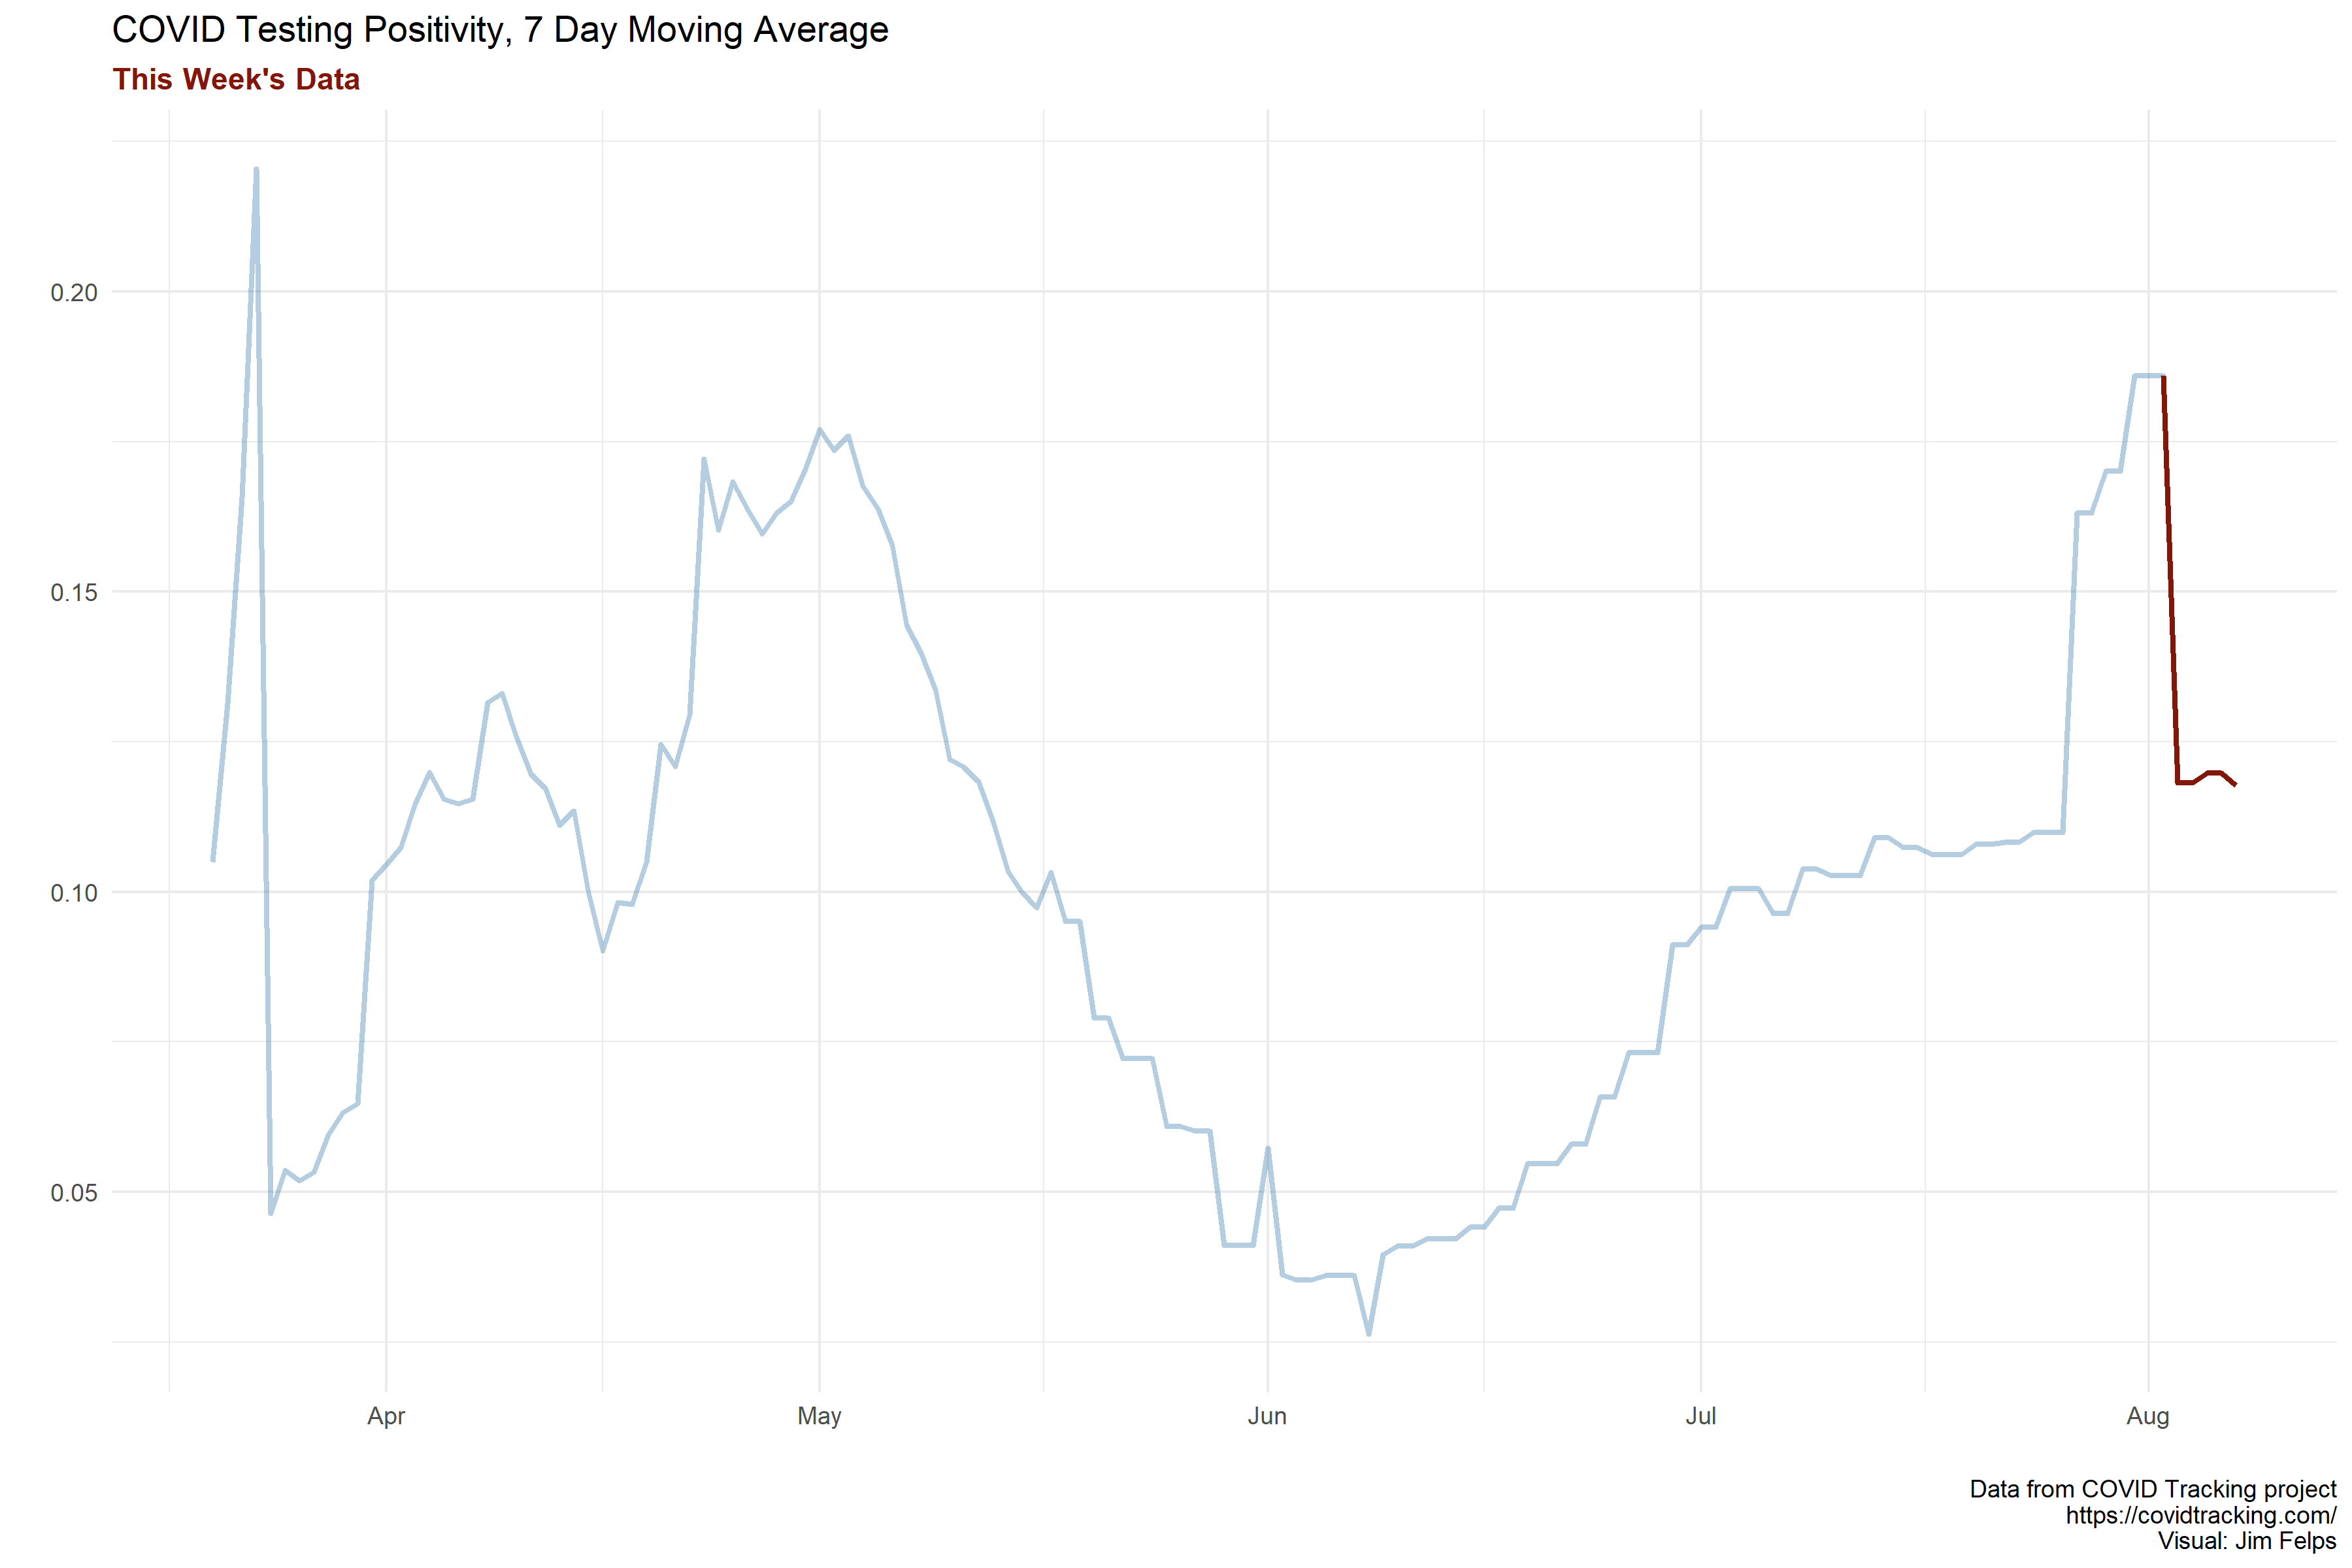 COVID Testing Positivity, 7 Day Moving Average
This Week's Data
0.20
0.15
0.10
0.05
Apr May Jun Jul Aug
Data from COVID Tracking project
https://covidtracking.com/
Visual: Jim Felps